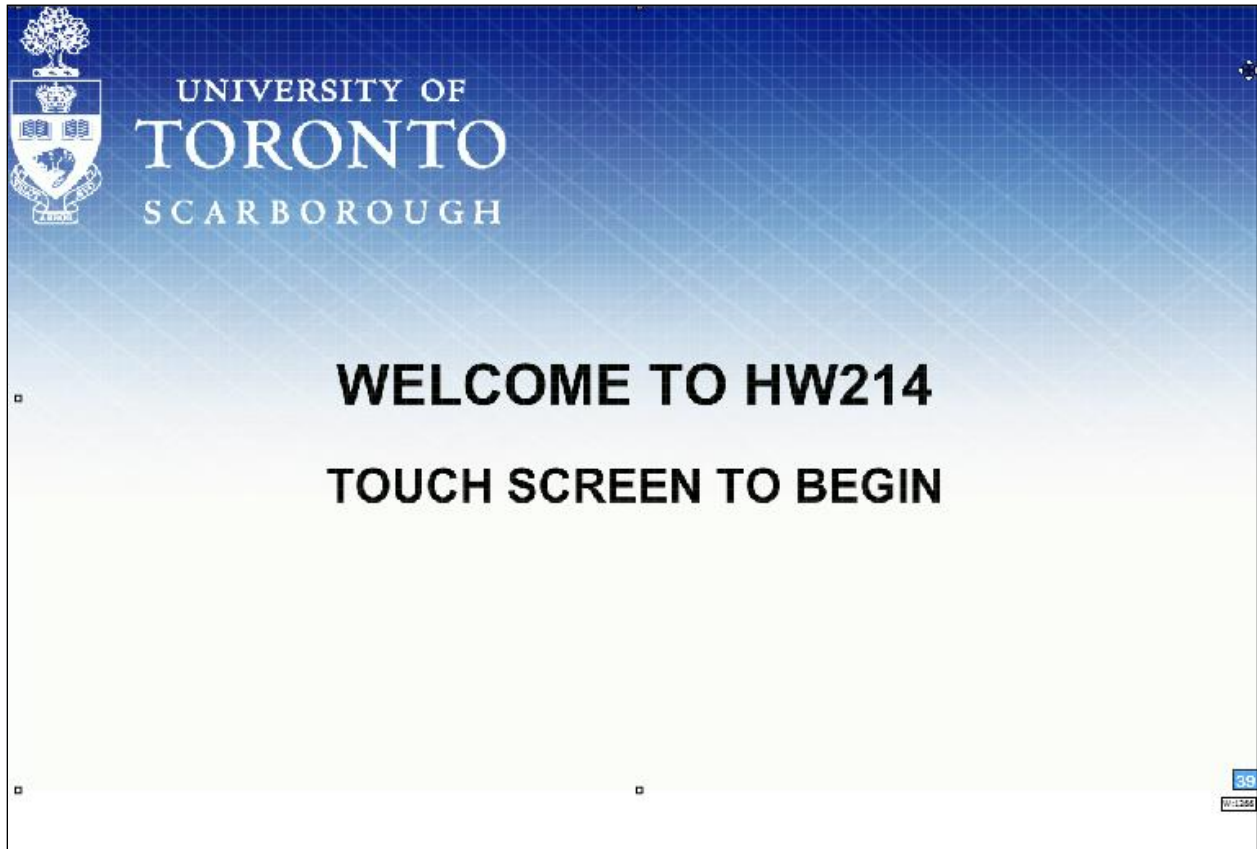 UNIVERSITY OF
TORONTO
SCARBOROUGH
WELCOME TO HW214
TOUCH SCREEN TO BEGIN
39